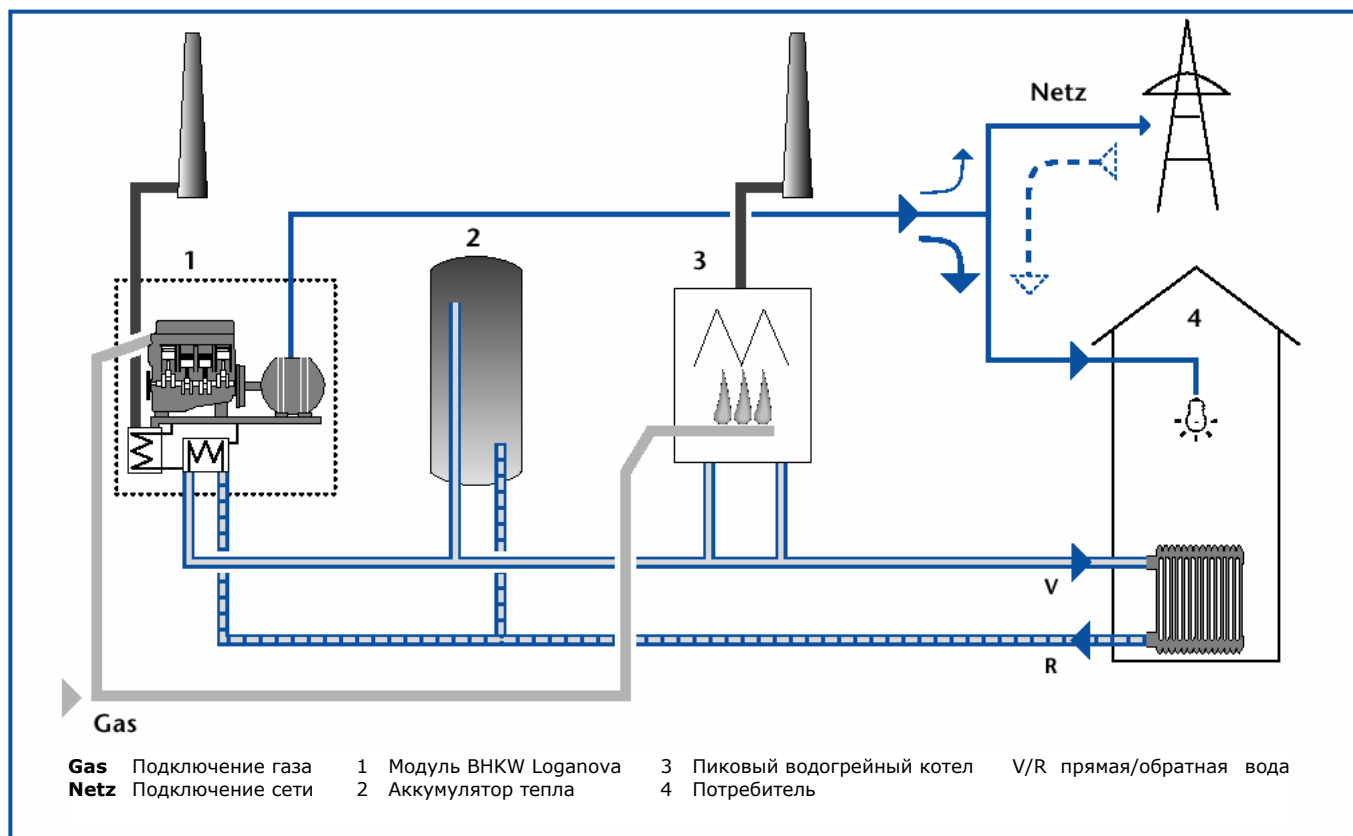 Netz
1
2
3
4
V
R
Gas
Gas Подключение газа 1 Модуль BHKW Loganova 3 Пиковый водогрейный котел V/R прямая/обратная вода
Netz Подключение сети 2 Аккумулятор тепла 4 Потребитель